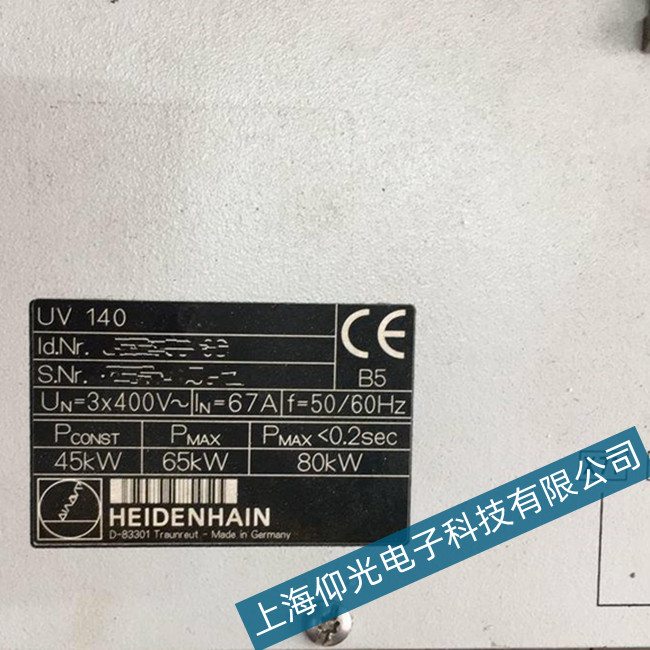 UV 140
Id.Nr.
S.Nr.
CE
B5
UN=3x400V~ IN=67A f=50/60Hz
PCONST PMAX PMAX <0.2sec
45kW 65kW 80kW
HEIDENHAIN
D-83301 Traunreut - Made in Germany
上海仰光电子科技有限公司